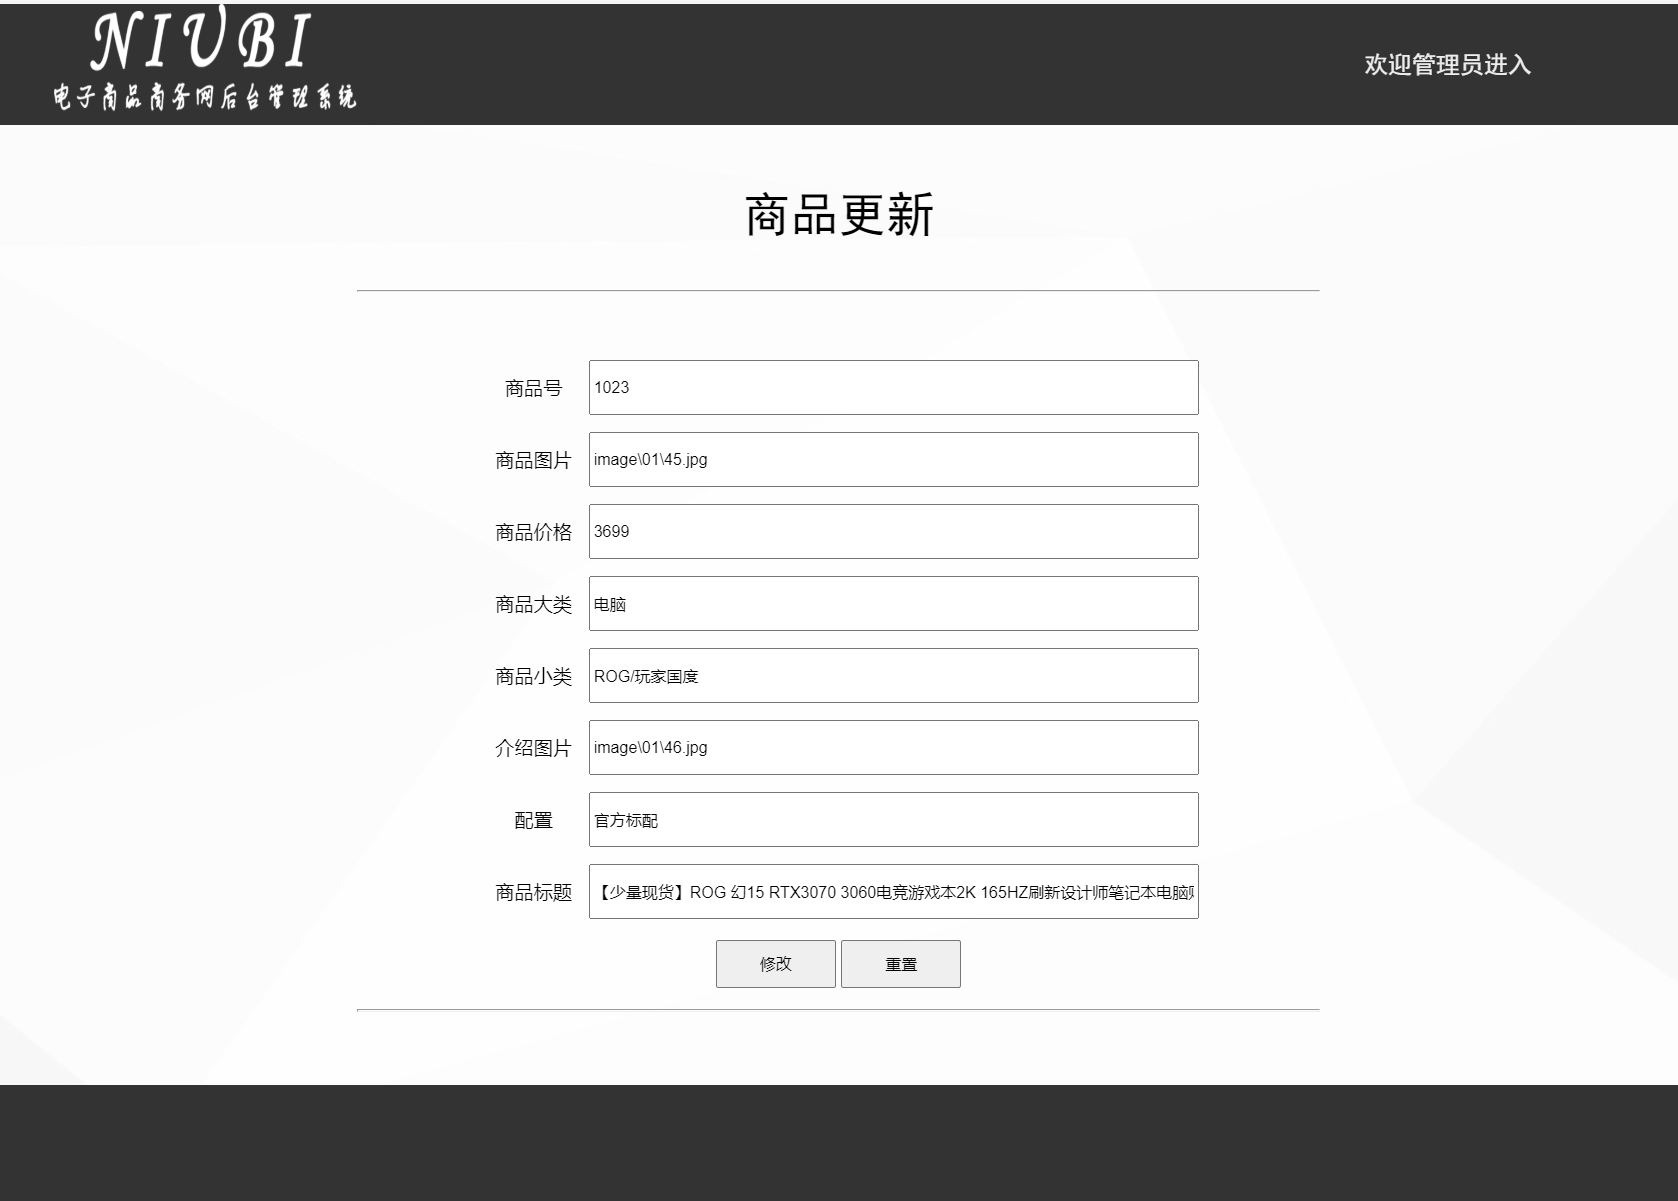 NIUBI
电子商品商务网后台管理系统
欢迎管理员进入
商品更新
商品号 1023
商品图片 image\01\45.jpg
商品价格 3699
商品大类 电脑
商品小类 ROG/玩家国度
介绍图片 image\01\46.jpg
配置 官方标配
商品标题 【少量现货】ROG 幻15 RTX3070 3060电竞游戏本2K 165HZ刷新设计师笔记本电脑
修改 重置